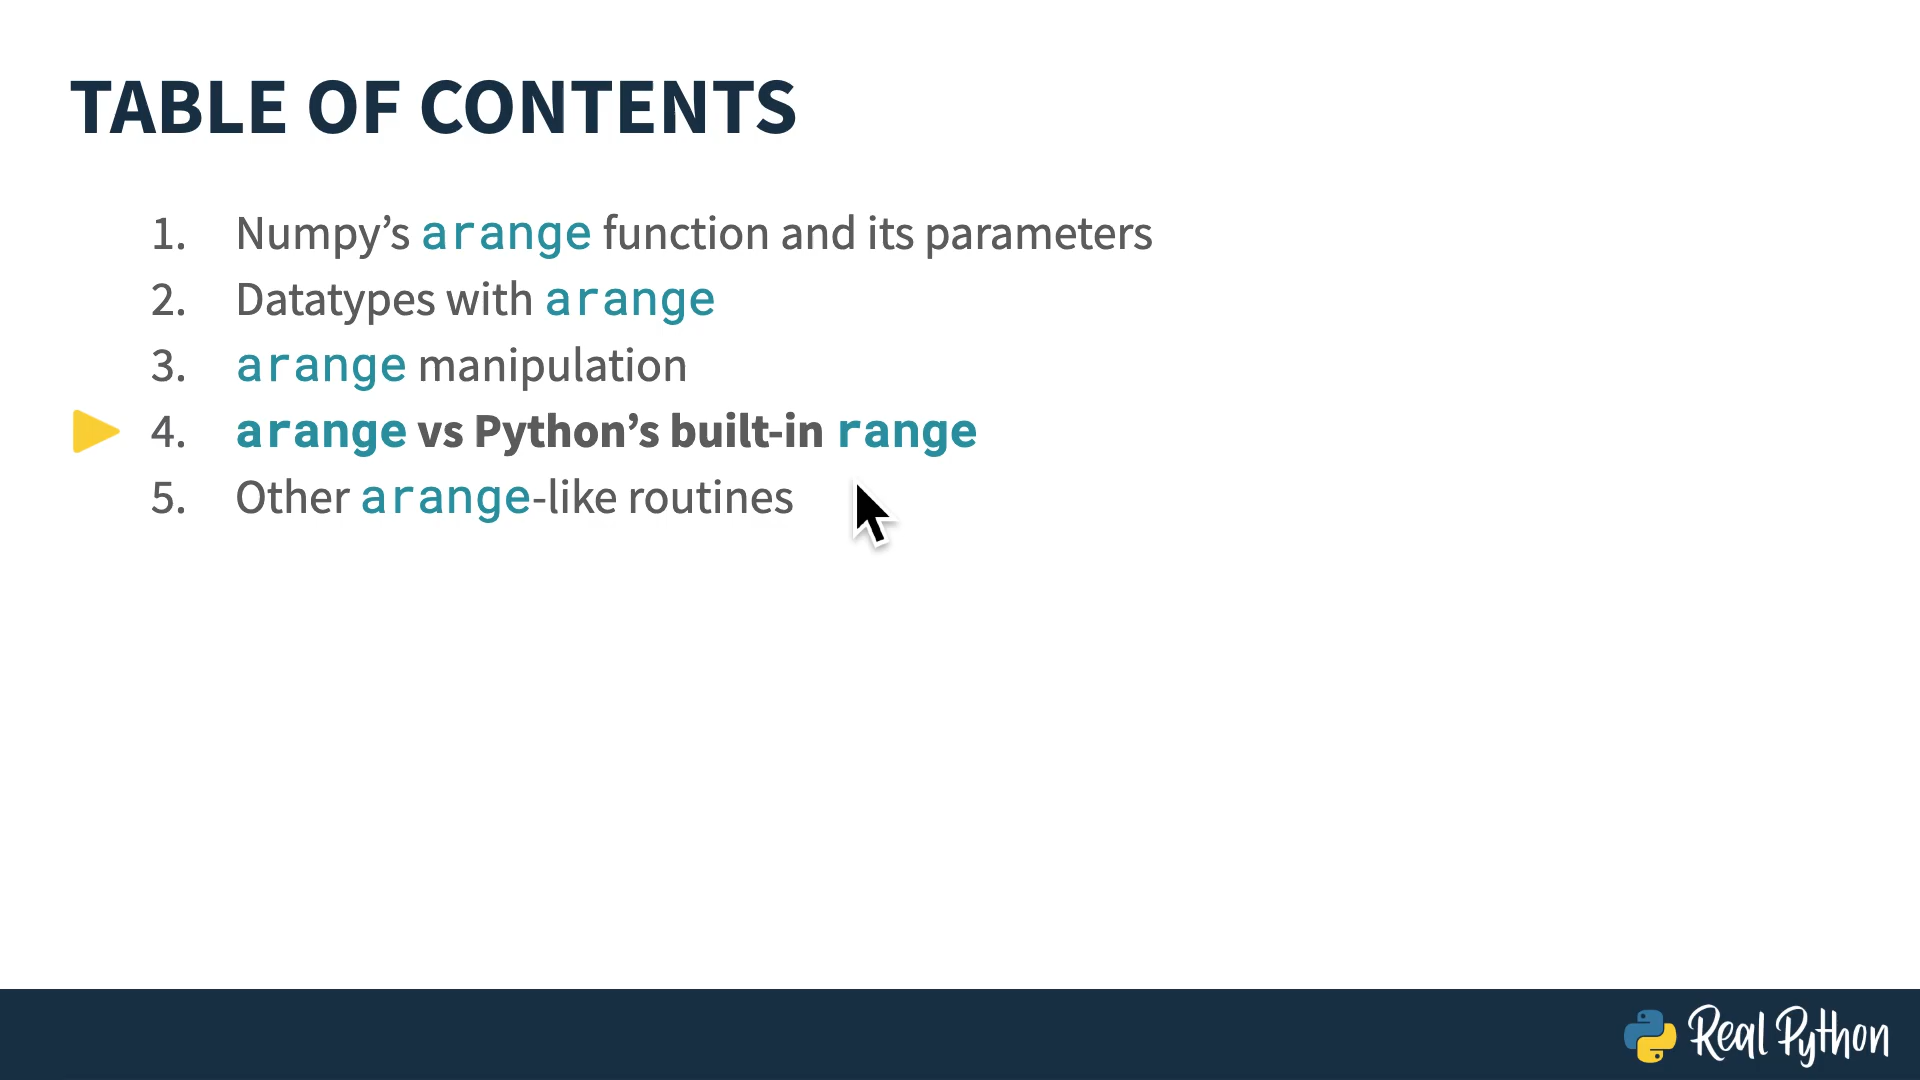 TABLE OF CONTENTS
1. Numpy’s arange function and its parameters
2. Datatypes with arange
3. arange manipulation
4. arange vs Python’s built-in range
5. Other arange-like routines
Real Python